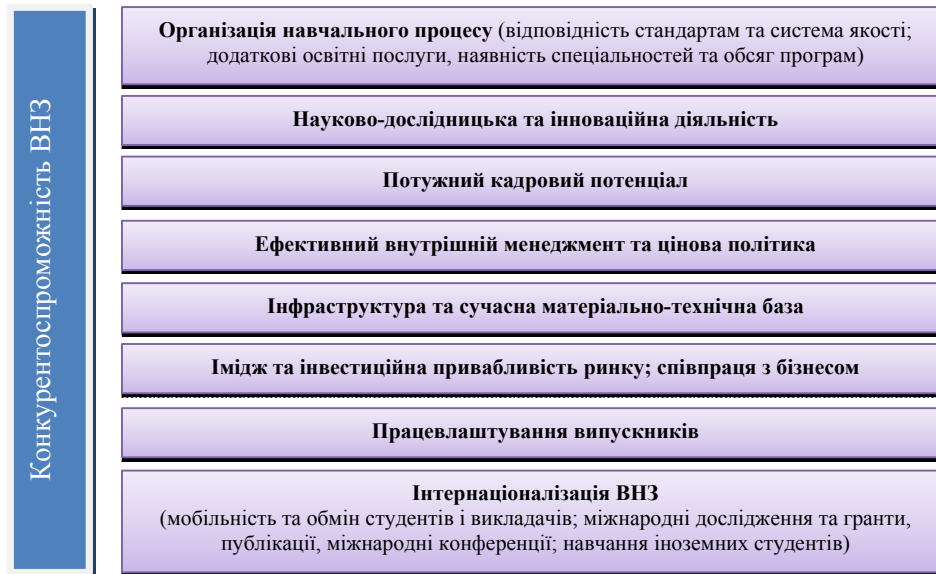 Конкурентоспроможність ВНЗ
Організація навчального процесу (відповідність стандартам та система якості;
додаткові освітні послуги, наявність спеціальностей та обсяг програм)
Науково-дослідницька та інноваційна діяльність
Потужний кадровий потенціал
Ефективний внутрішній менеджмент та цінова політика
Інфраструктура та сучасна матеріально-технічна база
Імідж та інвестиційна привабливість ринку; співпраця з бізнесом
Працевлаштування випускників
Інтернаціоналізація ВНЗ
(мобільність та обмін студентів і викладачів; міжнародні дослідження та гранти,
публікації, міжнародні конференції; навчання іноземних студентів)